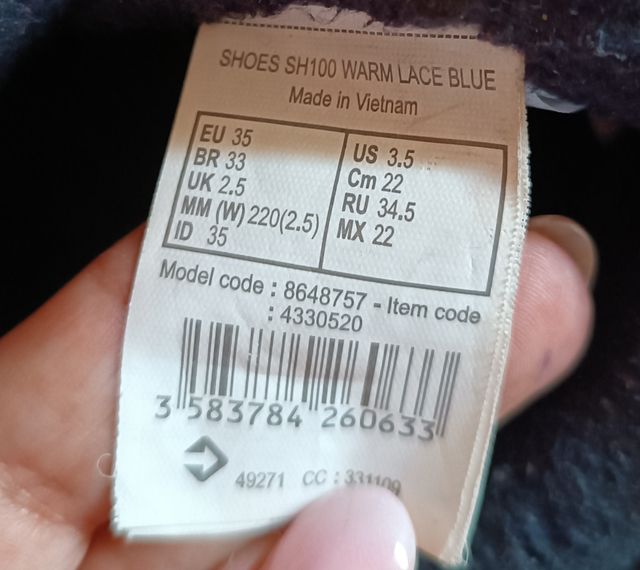 SHOES SH100 WARM LACE BLUE
Made in Vietnam
EU 35
BR 33
UK 2.5
MM (W) 220(2.5)
ID 35
US 3.5
Cm 22
RU 34.5
MX 22
Model code : 8648757 - Item code
: 4330520
3 583784 260633
49271 CC : 331109